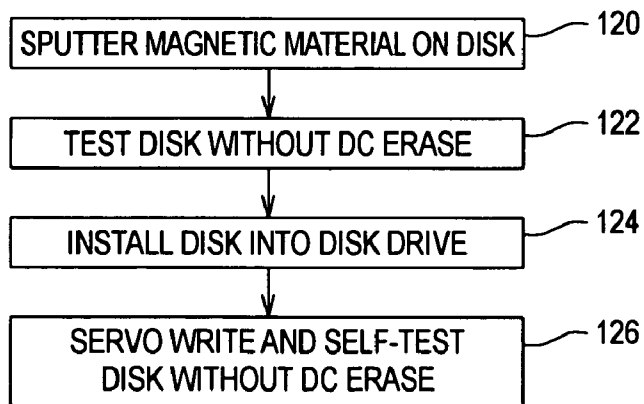 SPUTTER MAGNETIC MATERIAL ON DISK
120
TEST DISK WITHOUT DC ERASE
122
INSTALL DISK INTO DISK DRIVE
124
SERVO WRITE AND SELF-TEST
DISK WITHOUT DC ERASE
126